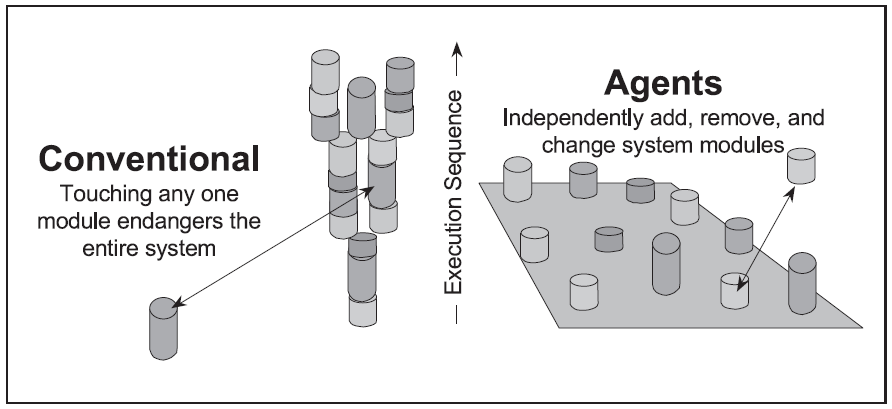 Conventional
Touching any one
module endangers the
entire system
— Execution Sequence →
Agents
Independently add, remove, and
change system modules